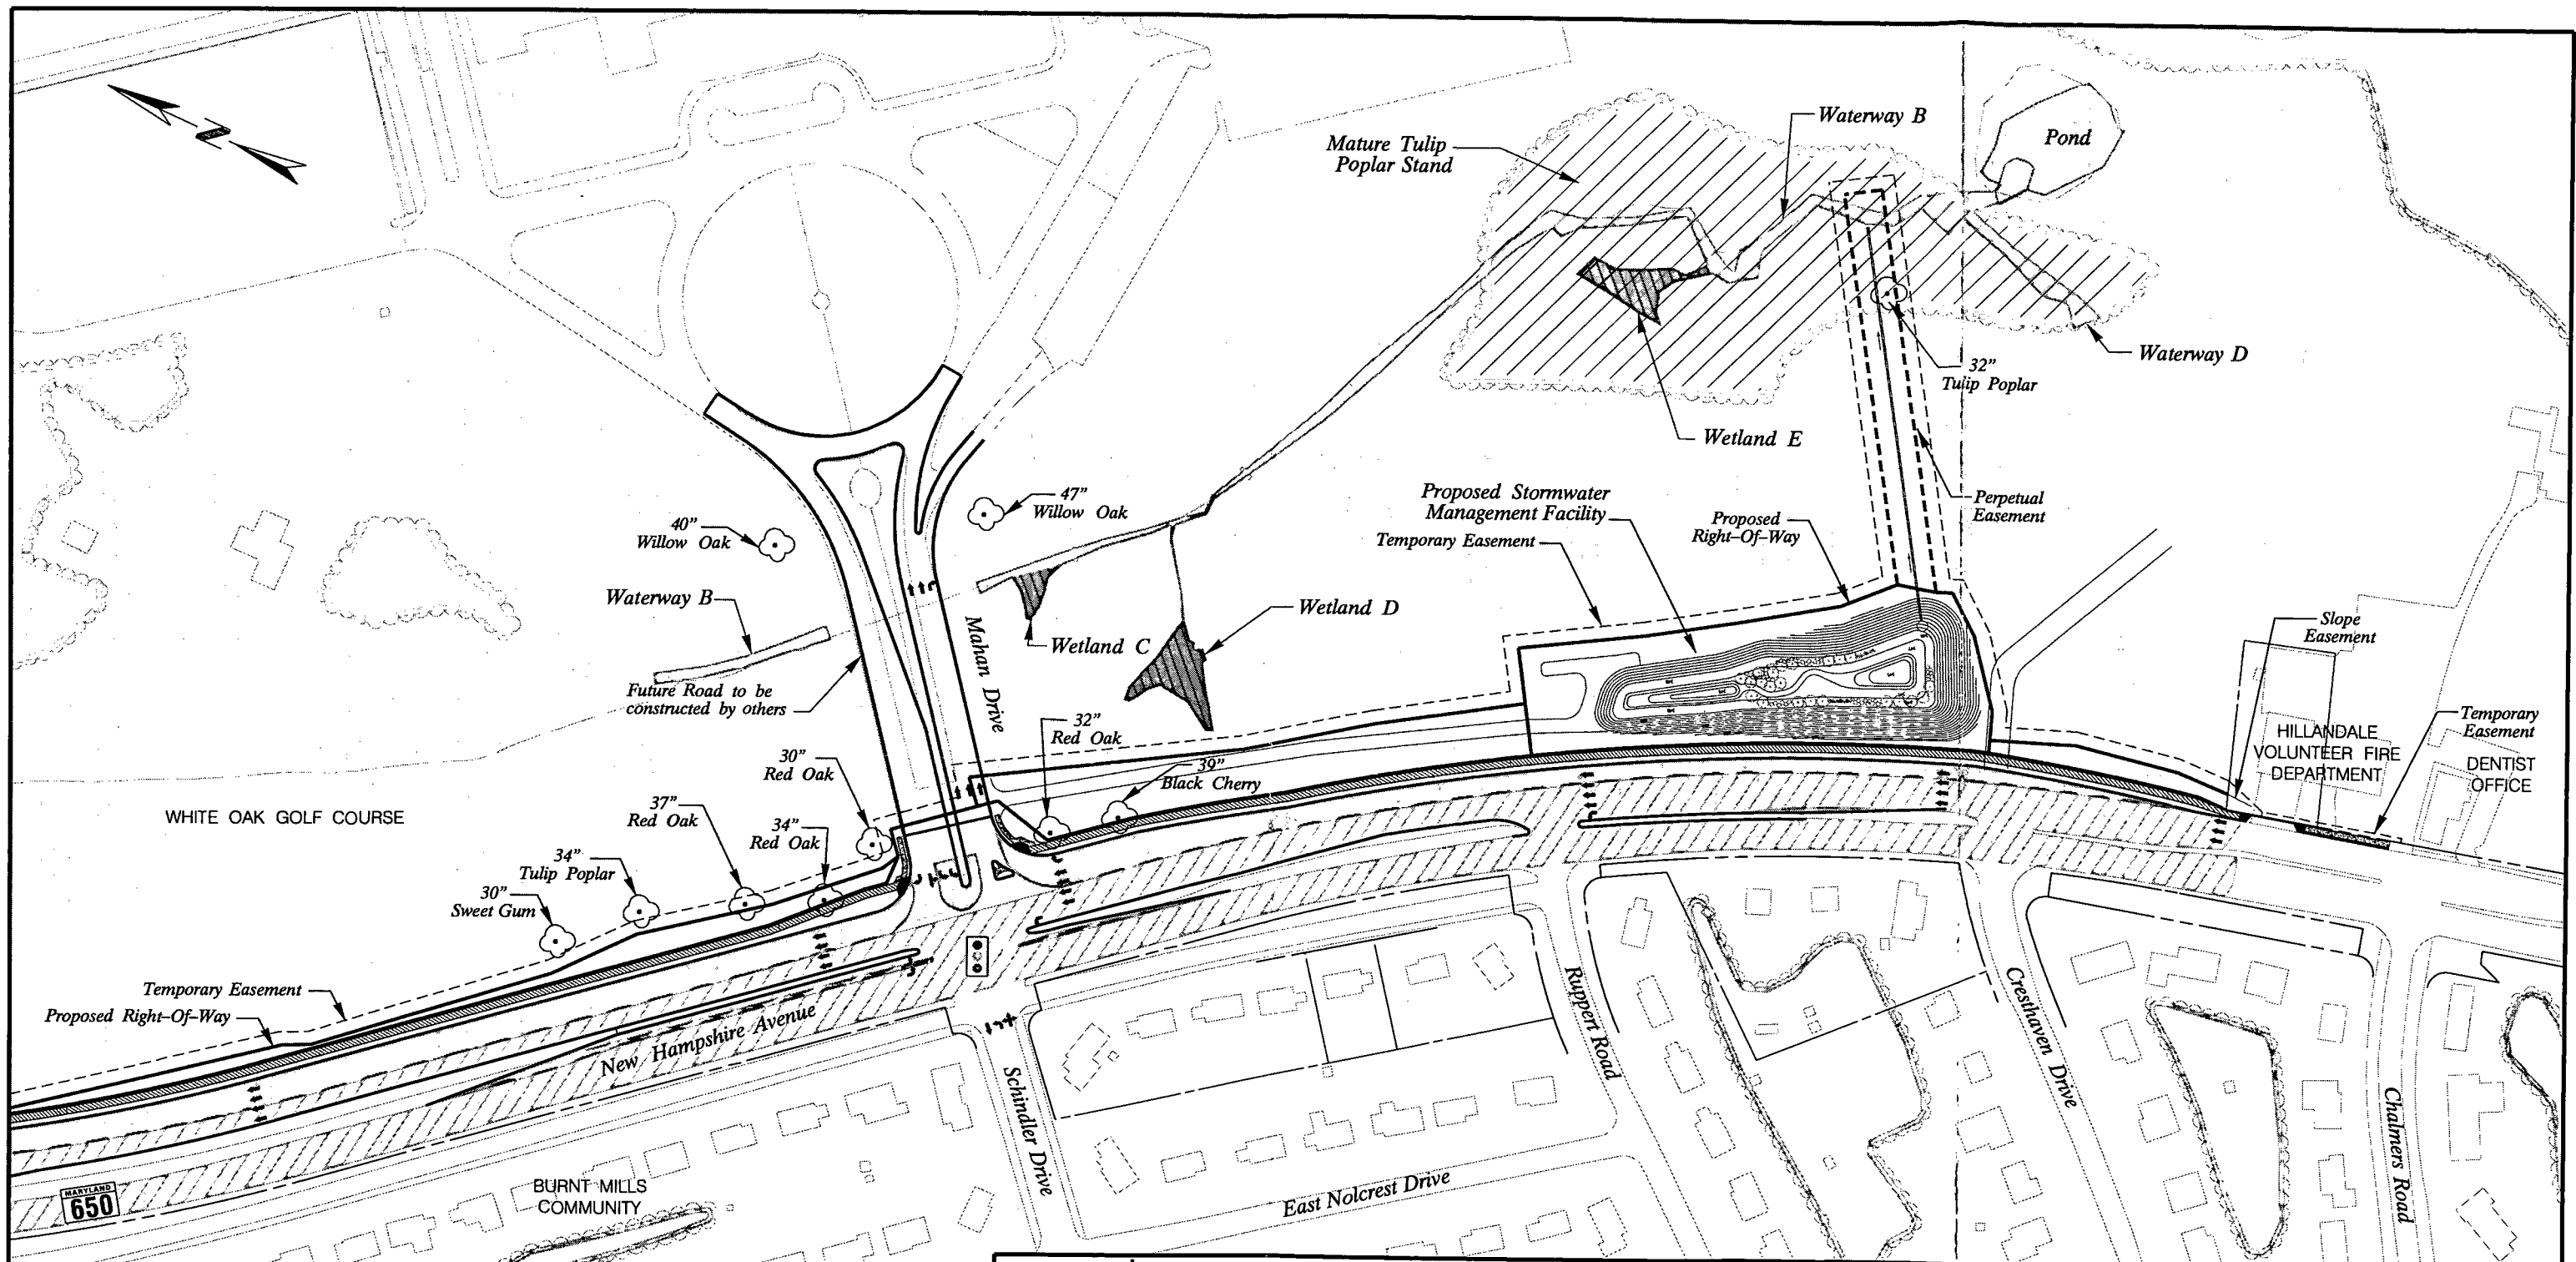 N
Waterway B
Mature Tulip
Poplar Stand
Pond
Waterway D
32"
Tulip Poplar
Wetland E
47"
Willow Oak
40"
Willow Oak
Proposed Stormwater
Management Facility
Temporary Easement
Proposed
Right-Of-Way
Perpetual
Easement
Waterway B
Wetland C
Wetland D
Mahan Drive
Future Road to be
constructed by others
Slope
Easement
32"
Red Oak
30"
Red Oak
39"
Black Cherry
HILLANDALE
VOLUNTEER FIRE
DEPARTMENT
Temporary
Easement
DENTIST
OFFICE
WHITE OAK GOLF COURSE
37"
Red Oak
34"
Red Oak
34"
Tulip Poplar
30"
Sweet Gum
Temporary Easement
Proposed Right-Of-Way
New Hampshire Avenue
Schindler Drive
Ruppert Road
Cresthaven Drive
Chalmers Road
MARYLAND
650
BURNT MILLS
COMMUNITY
East Nolcrest Drive